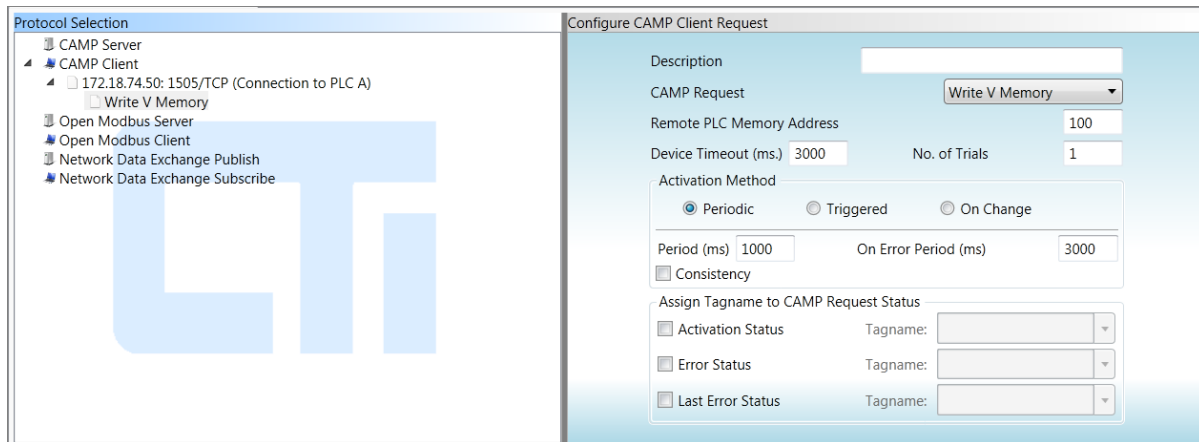 Protocol Selection
CAMP Server
CAMP Client
172.18.74.50: 1505/TCP (Connection to PLC A)
Write V Memory
Open Modbus Server
Open Modbus Client
Network Data Exchange Publish
Network Data Exchange Subscribe
CTi
Configure CAMP Client Request
Description
CAMP Request Write V Memory
Remote PLC Memory Address 100
Device Timeout (ms.) 3000 No. of Trials 1
Activation Method
Periodic Triggered On Change
Period (ms) 1000 On Error Period (ms) 3000
Consistency
Assign Tagname to CAMP Request Status
Activation Status Tagname:
Error Status Tagname:
Last Error Status Tagname: